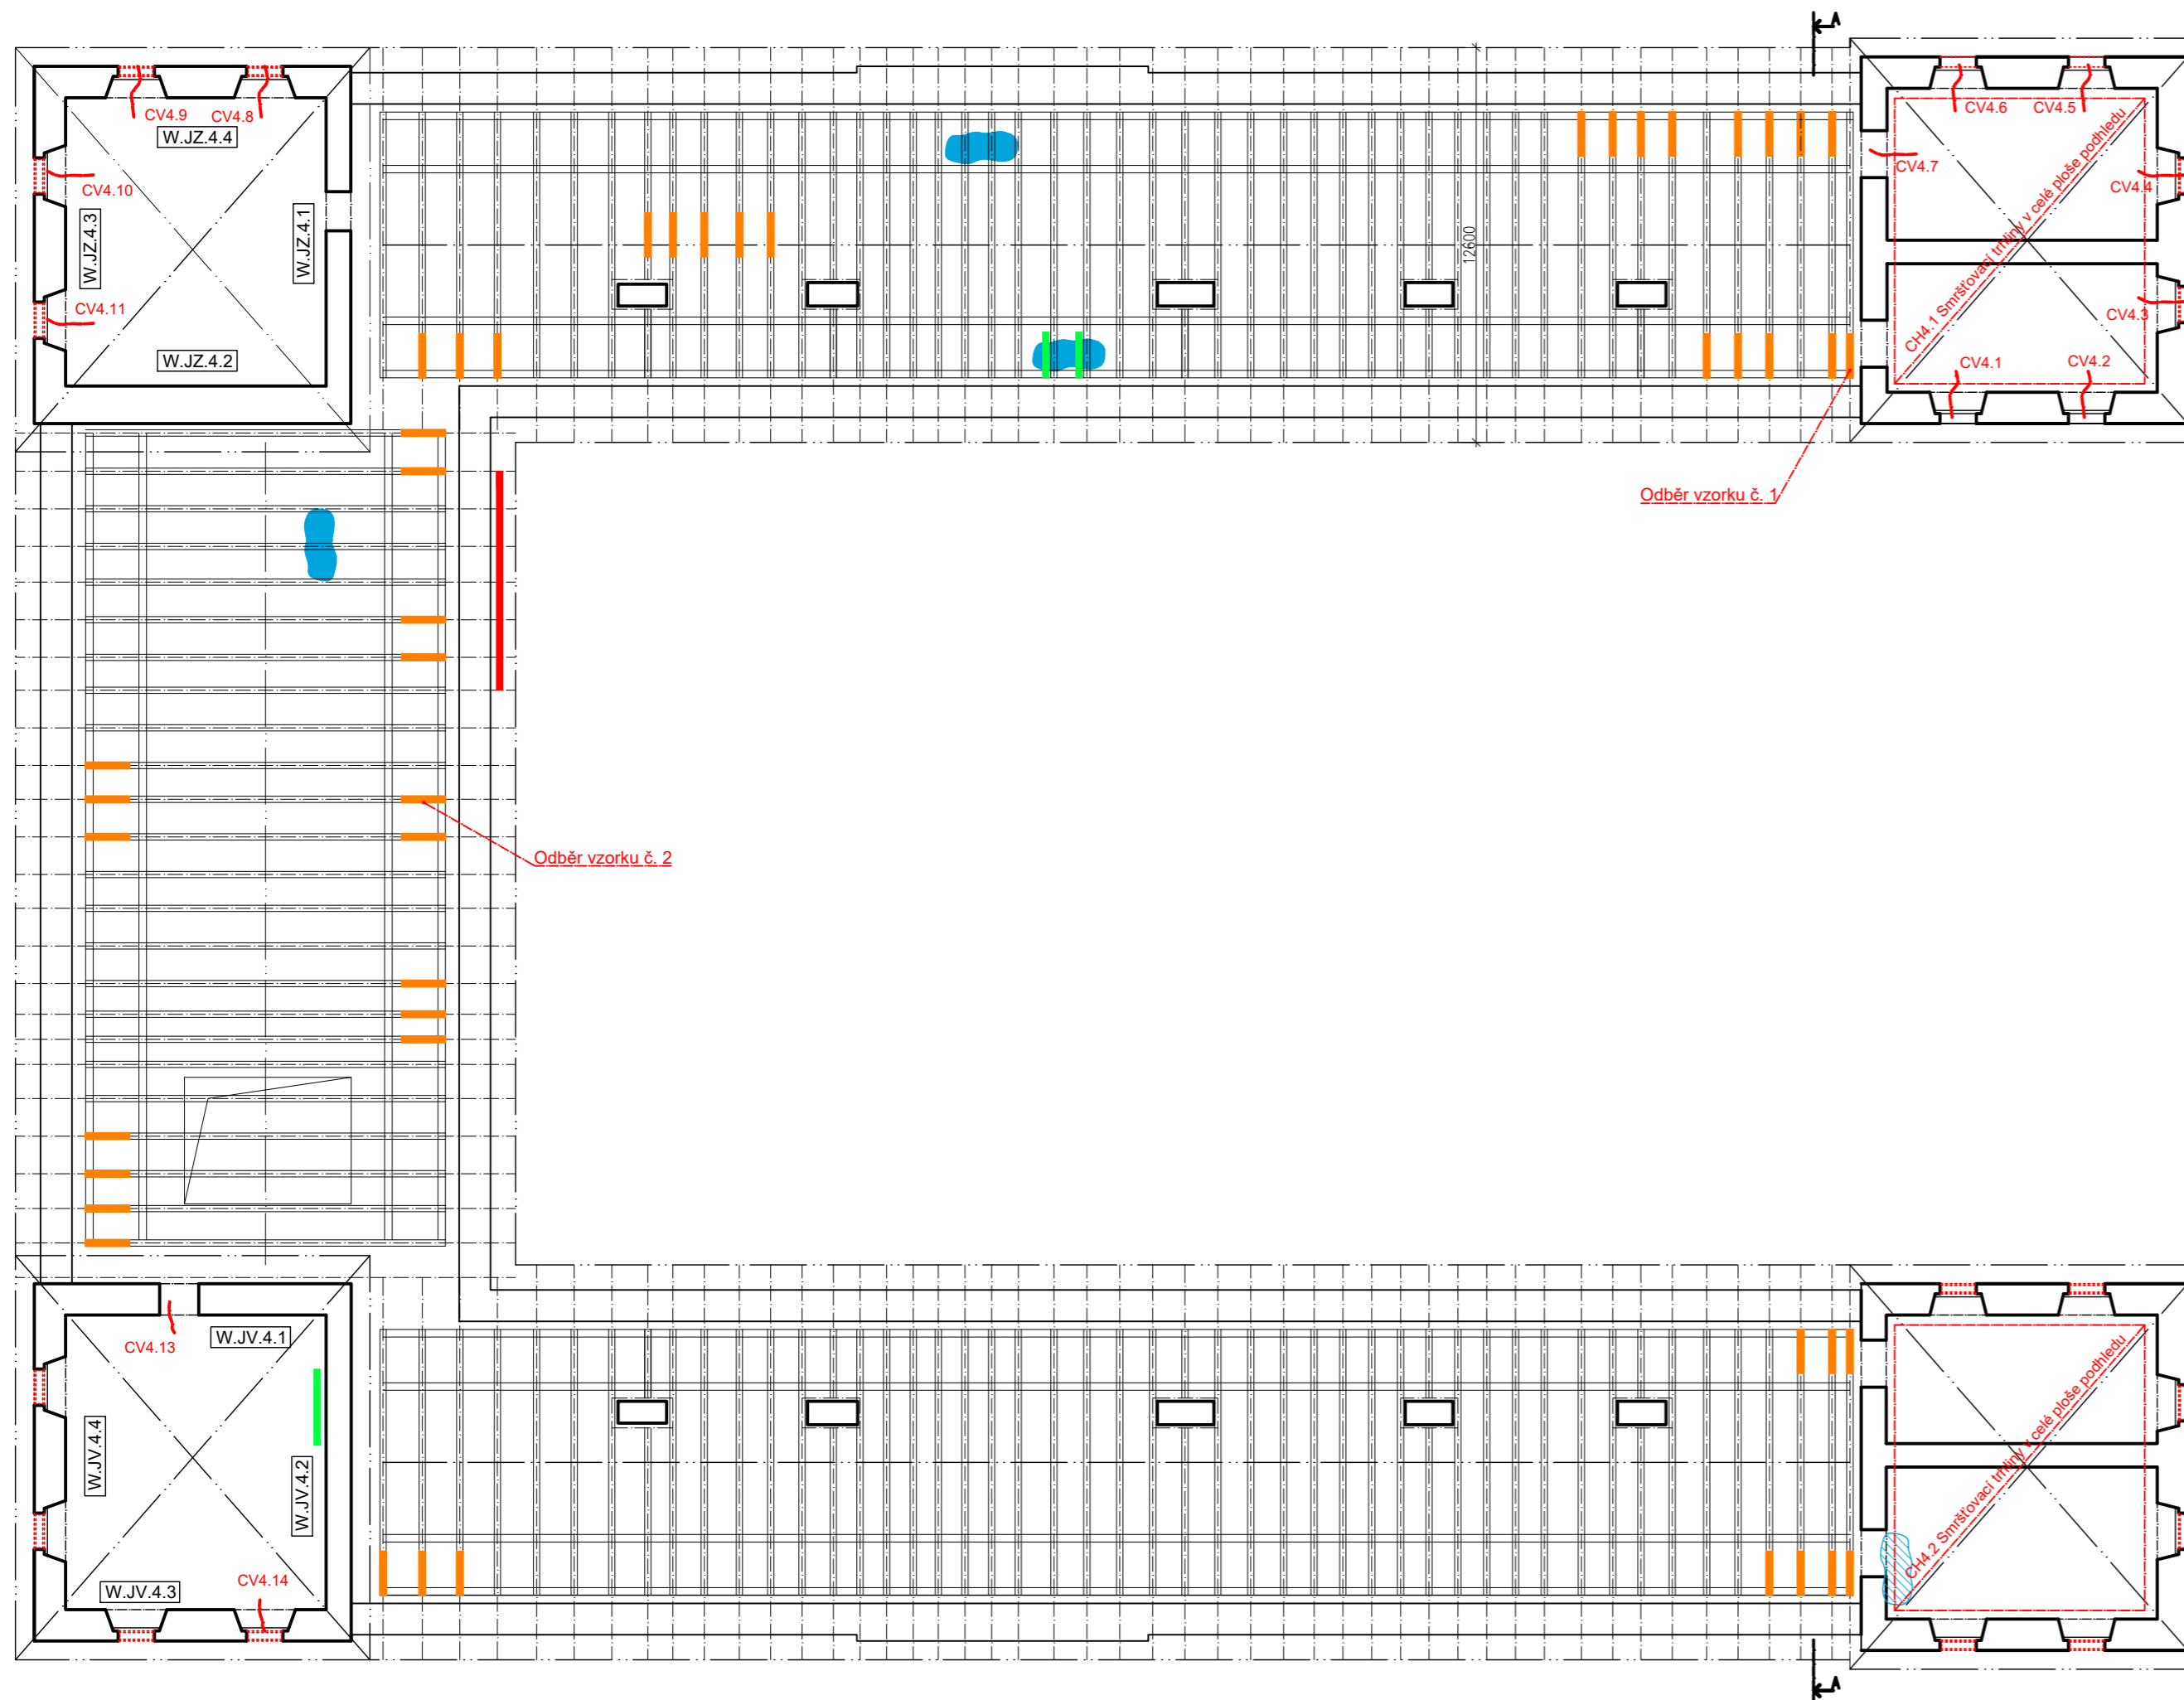 A
CV4.9
CV4.8
W.JZ.4.4
CV4.6
CV4.5
CV4.7
CV4.10
CV4.4
W.JZ.4.3
W.JZ.4.1
12600
CH4.1 Smršťovací trhliny v celé ploše podhledu
CV4.11
CV4.3
W.JZ.4.2
CV4.1
CV4.2
Odběr vzorku č. 1
Odběr vzorku č. 2
CV4.13
W.JV.4.1
W.JV.4.4
W.JV.4.2
CH4.2 Smršťovací trhliny v celé ploše podhledu
W.JV.4.3
CV4.14
A